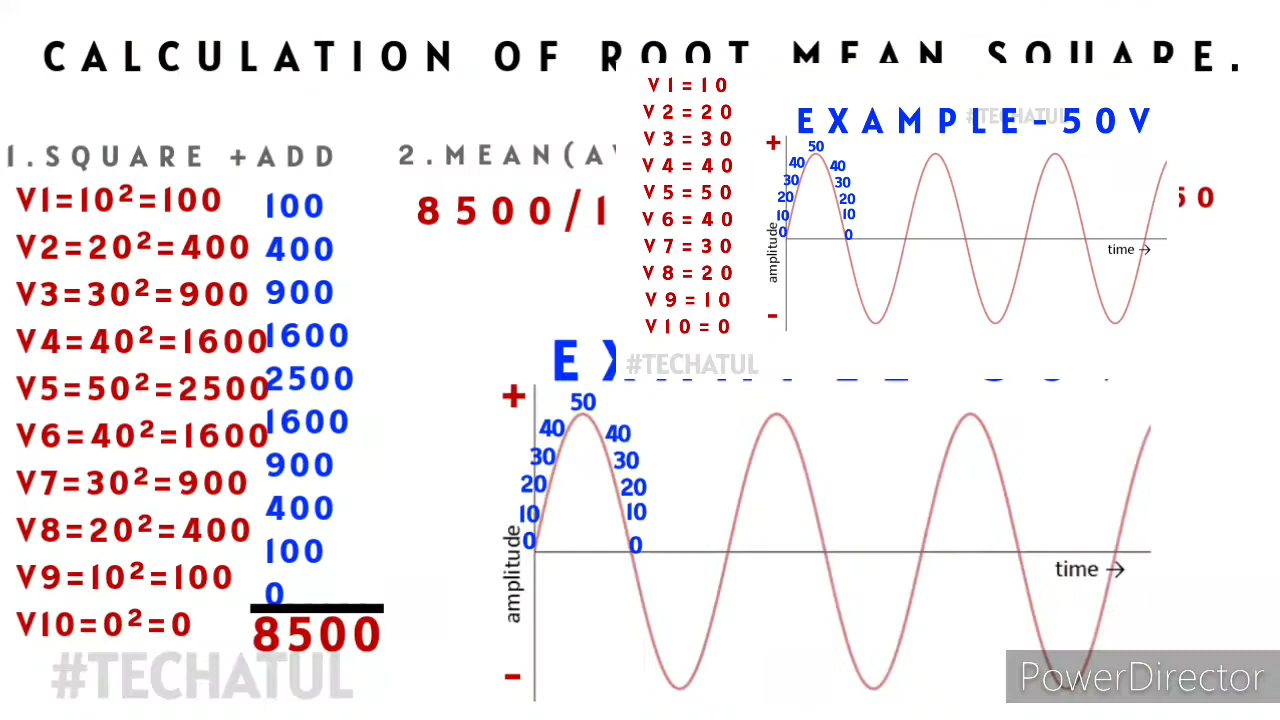 CALCULATION OF ROOT MEAN SQUARE.
1.SQUARE +ADD
V1=10²=100
V2=20²=400
V3=30²=900
V4=40²=1600
V5=50²=2500
V6=40²=1600
V7=30²=900
V8=20²=400
V9=10²=100
V10=0²=0
100
400
900
1600
2500
1600
900
400
100
0
8500
#TECHATUL
2.MEAN(A
8500/1
V1=10
V2=20
V3=30
V4=40
V5=50
V6=40
V7=30
V8=20
V9=10
V10=0
#TECHATUL
#TECHATUL
EXAMPLE-50V
+
50
40 40
30 30
20 20
10 10
0 0
amplitude
time →
-
50
+
50
40 40
30 30
20 20
10 10
0 0
amplitude
time →
-
PowerDirector